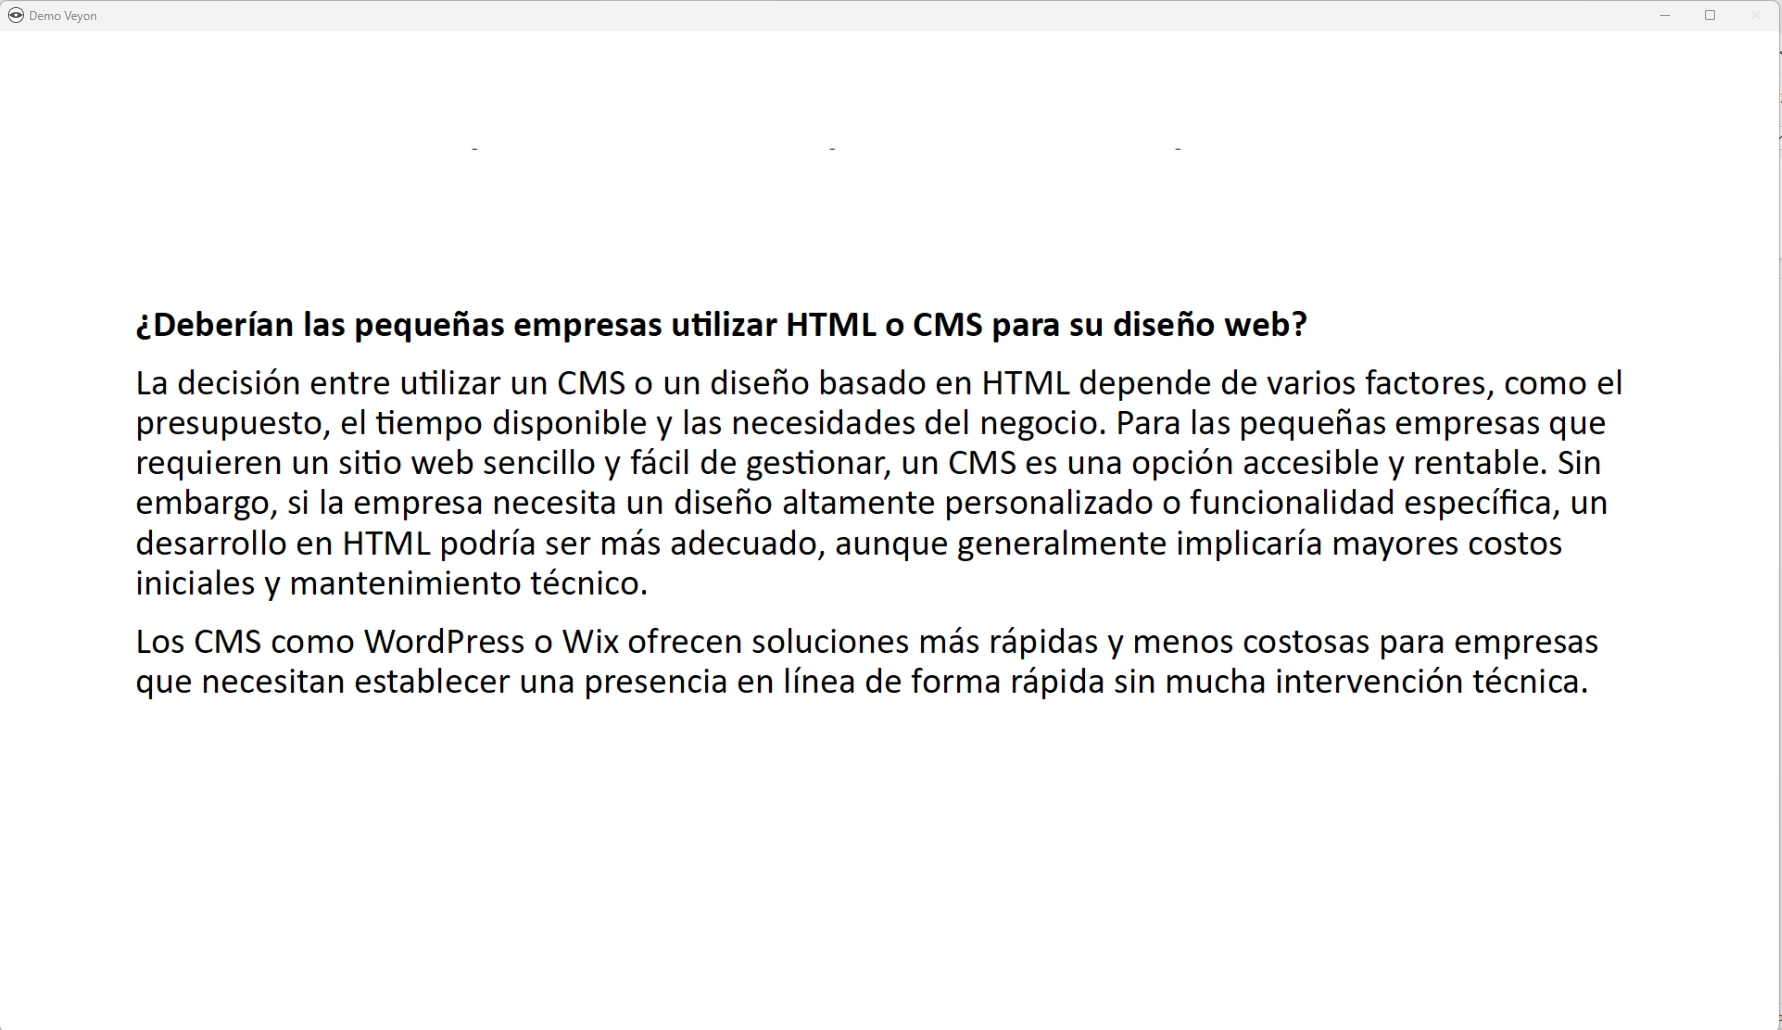 Demo Veyon
¿Deberían las pequeñas empresas utilizar HTML o CMS para su diseño web?
La decisión entre utilizar un CMS o un diseño basado en HTML depende de varios factores, como el
presupuesto, el tiempo disponible y las necesidades del negocio. Para las pequeñas empresas que
requieren un sitio web sencillo y fácil de gestionar, un CMS es una opción accesible y rentable. Sin
embargo, si la empresa necesita un diseño altamente personalizado o funcionalidad específica, un
desarrollo en HTML podría ser más adecuado, aunque generalmente implicaría mayores costos
iniciales y mantenimiento técnico.
Los CMS como WordPress o Wix ofrecen soluciones más rápidas y menos costosas para empresas
que necesitan establecer una presencia en línea de forma rápida sin mucha intervención técnica.